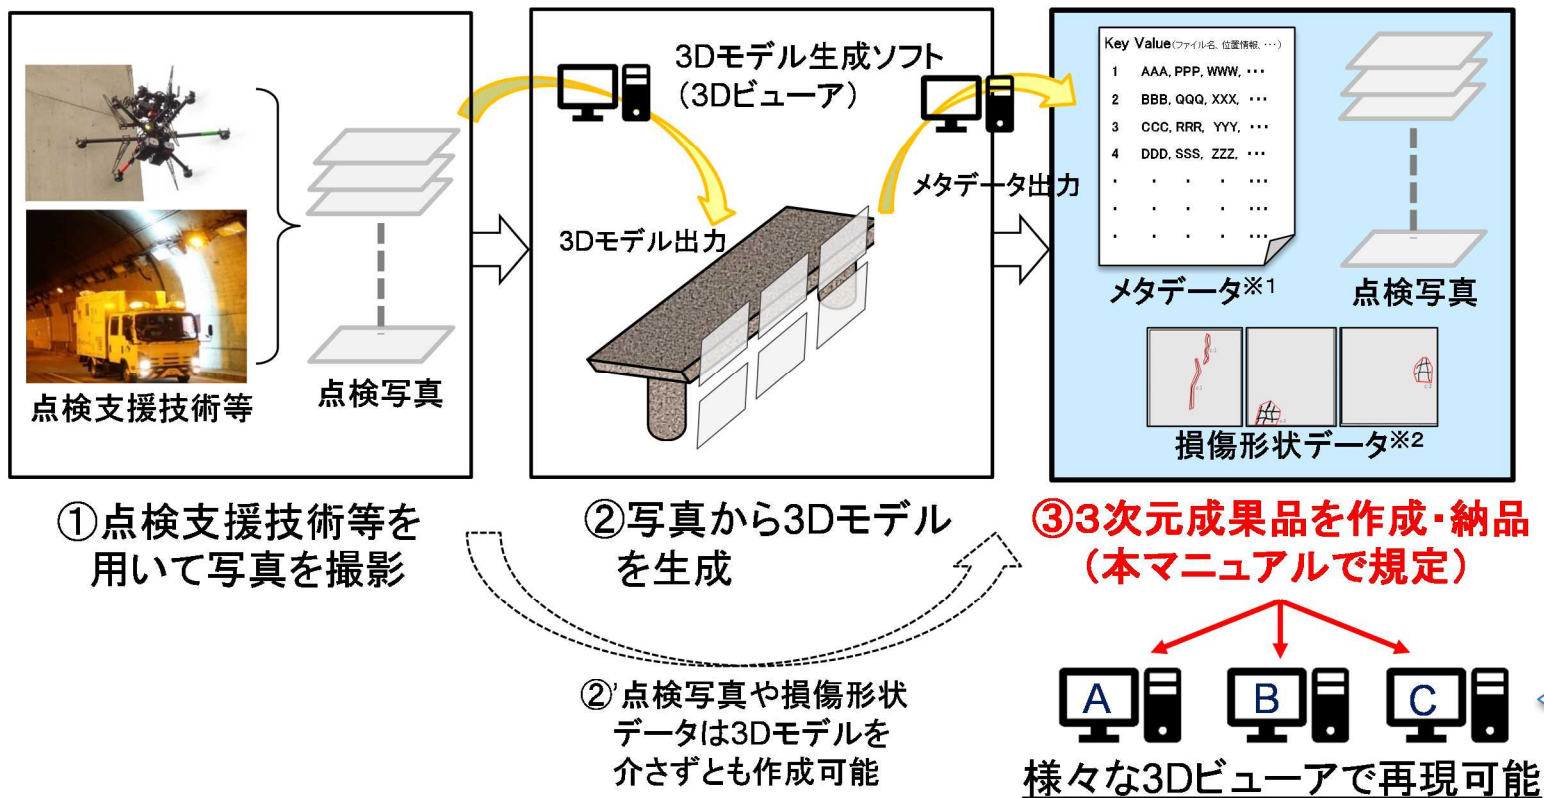 点検支援技術等
点検写真
①点検支援技術等を
用いて写真を撮影
3Dモデル生成ソフト
(3Dビューア)
3Dモデル出力
メタデータ出力
②写真から3Dモデル
を生成
②'点検写真や損傷形状
データは3Dモデルを
介さずとも作成可能
Key Value(ファイル名、位置情報、・・・)
1 AAA, PPP, WWW, ・・・
2 BBB, QQQ, XXX, ・・・
3 CCC, RRR, YYY, ・・・
4 DDD, SSS, ZZZ, ・・・
・ ・ ・ ・ ・・・
・ ・ ・ ・ ・・・
・ ・ ・ ・ ・・・
メタデータ※1
点検写真
損傷形状データ※2
③3次元成果品を作成・納品
(本マニュアルで規定)
A B C
様々な3Dビューアで再現可能